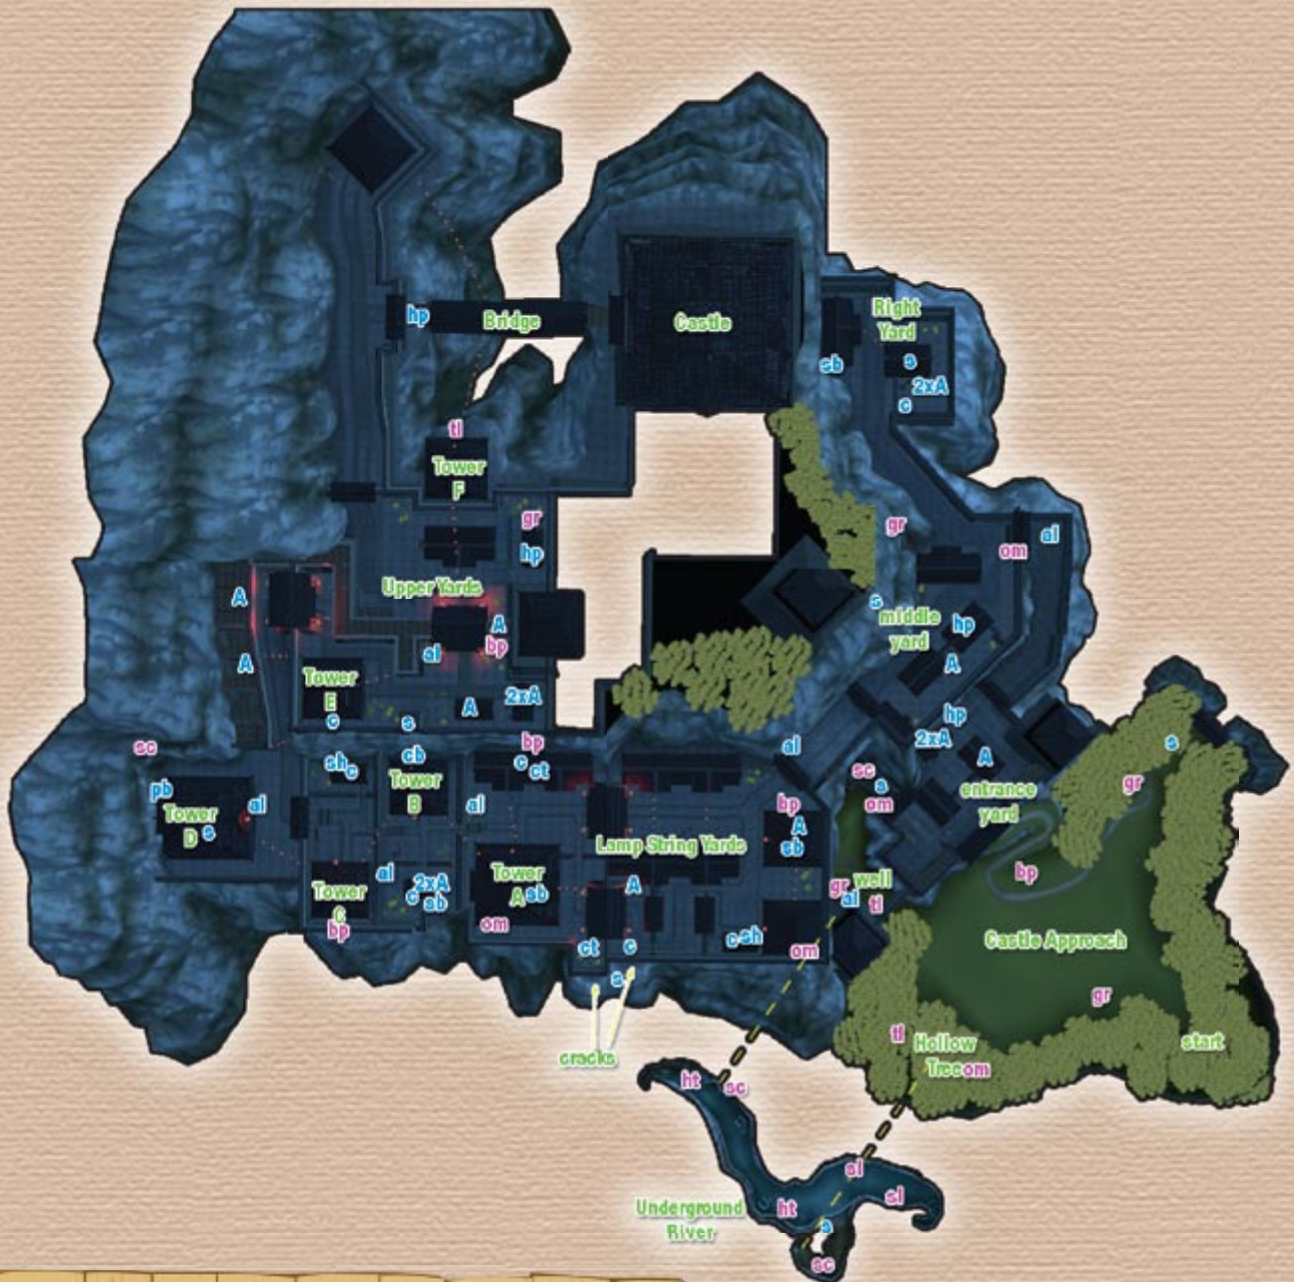 hp
Bridge
Castle
Right
Yard
sb
s
2xA
c
tl
Tower
F
gr
hp
gr
om
al
Upper Yards
A
A
bp
al
A
s
middle
yard
hp
A
Tower
E
c
s
A
2xA
hp
2xA
A
sc
sh
c
cb
Tower
B
bp
c
ct
al
al
sc
a
om
s
gr
entrance
yard
pb
Tower
D
s
al
Lamp String Yards
bp
A
sb
Tower
C
bp
al
2xA
c
sb
Tower
A
sb
om
A
gr
well
al
tl
bp
Castle Approach
ct
c
s
c
sh
om
cracks
gr
tl
Hollow
Tree
om
start
ht
sc
sl
sl
ht
s
Underground
River
sc